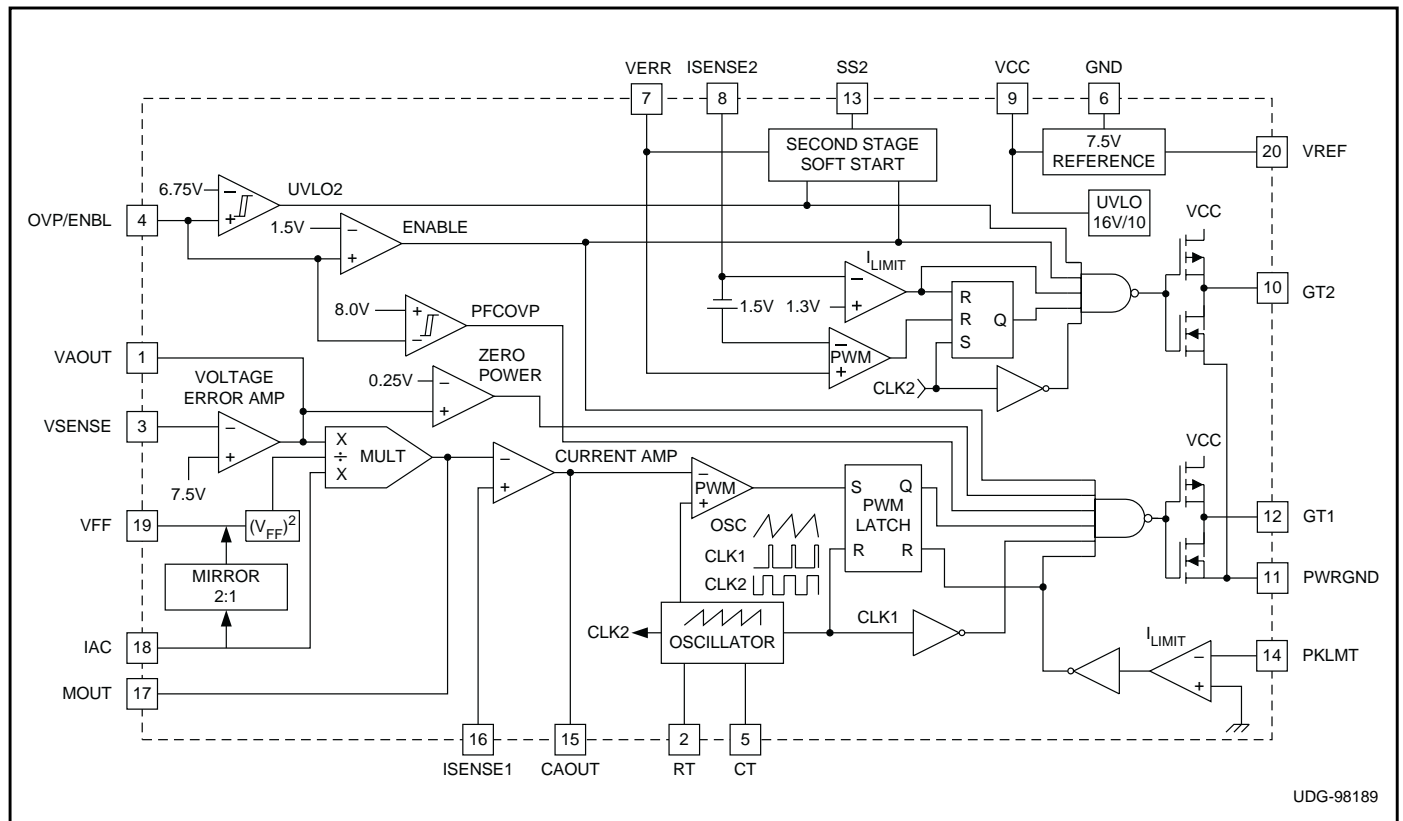 VERR
ISENSE2
SS2
VCC
GND
7
8
13
9
6
SECOND STAGE
SOFT START
7.5V
REFERENCE
20
VREF
6.75V
−
+
UVLO2
UVLO
16V/10
OVP/ENBL
4
1.5V
−
+
ENABLE
VCC
ILIMIT
−
+
1.5V
1.3V
R
R
S
Q
10
GT2
8.0V
+
−
PFCOVP
−
+
PWM
VAOUT
1
ZERO
POWER
0.25V
−
+
CLK2
VOLTAGE
ERROR AMP
VSENSE
3
−
+
7.5V
X
÷
X
MULT
−
+
CURRENT AMP
−
+
PWM
S
Q
PWM
LATCH
R
R
VCC
12
GT1
VFF
19
(VFF)2
OSC
CLK1
CLK2
MIRROR
2:1
11
PWRGND
CLK2
OSCILLATOR
CLK1
ILIMIT
−
+
14
PKLMT
IAC
18
MOUT
17
16
15
2
5
ISENSE1
CAOUT
RT
CT
UDG-98189